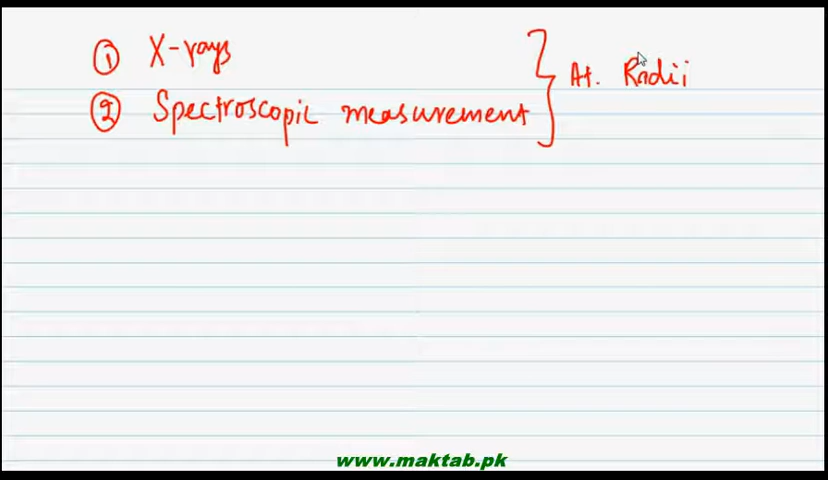 ① X-rays
② Spectroscopic measurement } At. Radii
www.maktab.pk